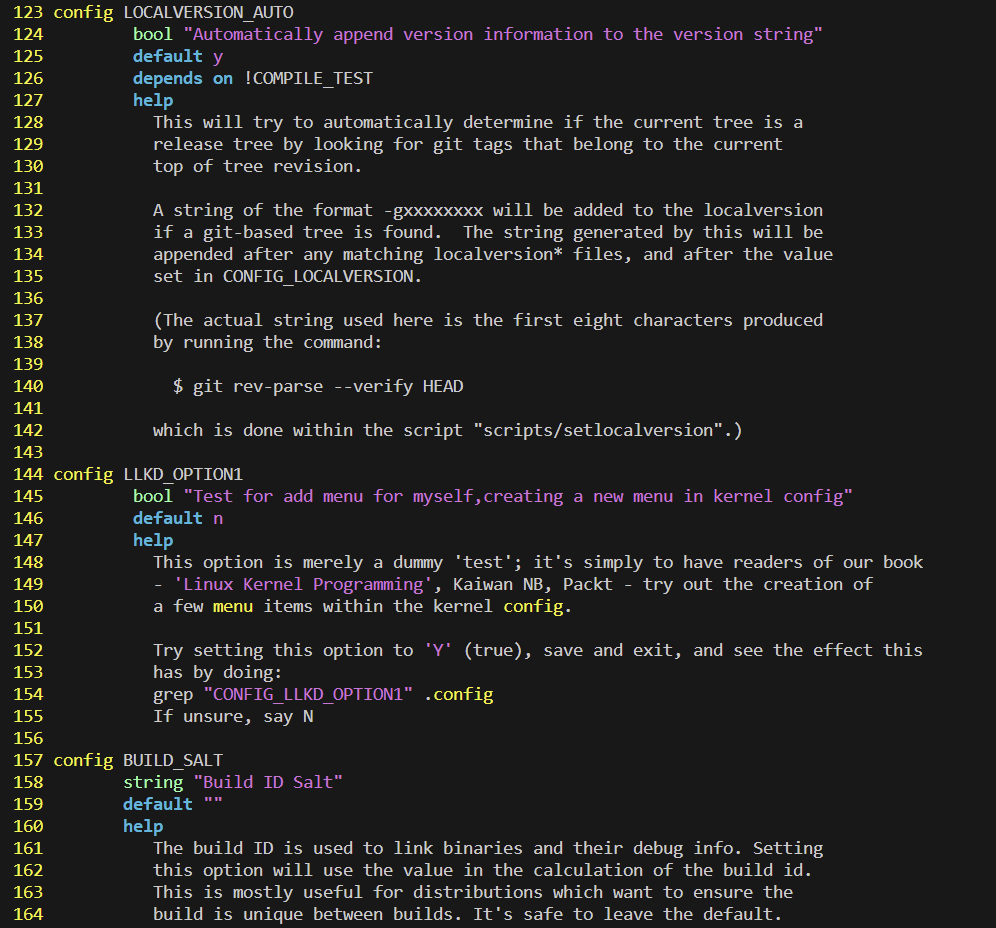 123 config LOCALVERSION_AUTO
124         bool "Automatically append version information to the version string"
125         default y
126         depends on !COMPILE_TEST
127         help
128           This will try to automatically determine if the current tree is a
129           release tree by looking for git tags that belong to the current
130           top of tree revision.
131
132           A string of the format -gxxxxxxxx will be added to the localversion
133           if a git-based tree is found.  The string generated by this will be
134           appended after any matching localversion* files, and after the value
135           set in CONFIG_LOCALVERSION.
136
137           (The actual string used here is the first eight characters produced
138           by running the command:
139
140             $ git rev-parse --verify HEAD
141
142           which is done within the script "scripts/setlocalversion".)
143
144 config LLKD_OPTION1
145         bool "Test for add menu for myself,creating a new menu in kernel config"
146         default n
147         help
148           This option is merely a dummy 'test'; it's simply to have readers of our book
149           - 'Linux Kernel Programming', Kaiwan NB, Packt - try out the creation of
150           a few menu items within the kernel config.
151
152           Try setting this option to 'Y' (true), save and exit, and see the effect this
153           has by doing:
154           grep "CONFIG_LLKD_OPTION1" .config
155           If unsure, say N
156
157 config BUILD_SALT
158        string "Build ID Salt"
159        default ""
160        help
161           The build ID is used to link binaries and their debug info. Setting
162           this option will use the value in the calculation of the build id.
163           This is mostly useful for distributions which want to ensure the
164           build is unique between builds. It's safe to leave the default.